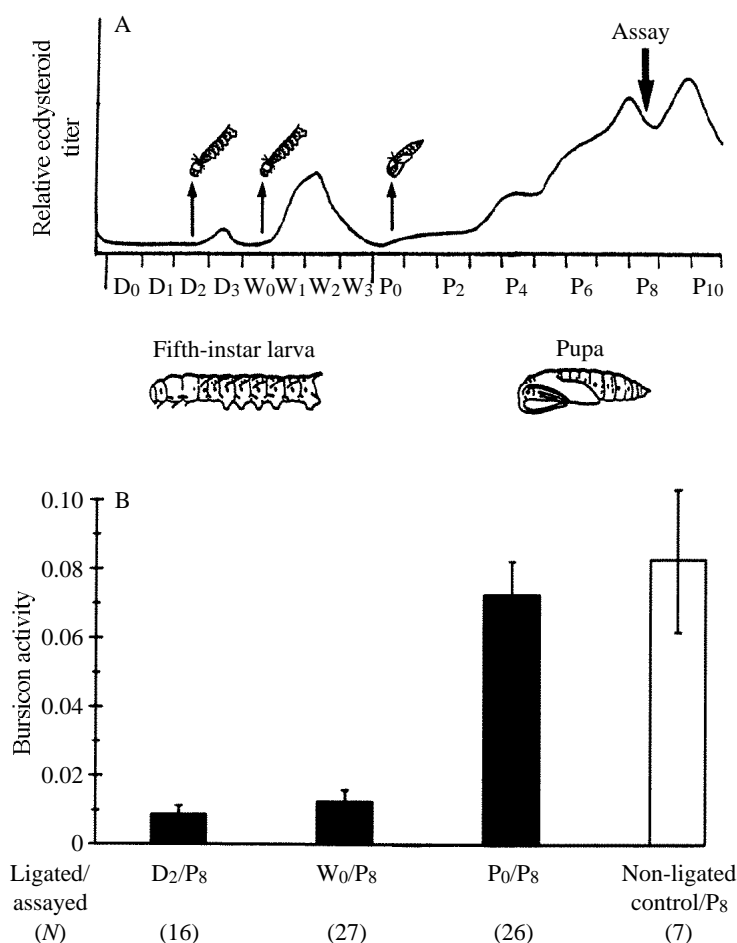 A
Assay
Relative ecdysteroid
titer
D0 D1 D2 D3 W0 W1 W2 W3 P0 P2 P4 P6 P8 P10
Fifth-instar larva
Pupa
B
0.10
0.08
0.06
0.04
0.02
0
Bursicon activity
Ligated/ D2/P8 W0/P8 P0/P8 Non-ligated
assayed control/P8
(N) (16) (27) (26) (7)